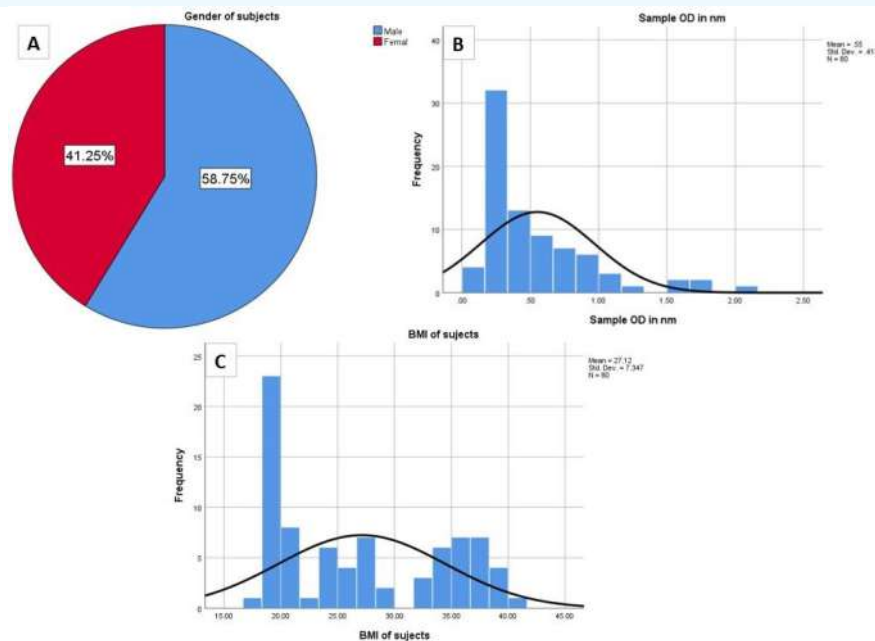 A
Gender of subjects
Male
Femal
41.25%
58.75%
B
Sample OD in nm
Mean = .55
Std. Dev. = .41
N = 80
Frequency
40
30
20
10
0
.00 .50 1.00 1.50 2.00 2.50
Sample OD in nm
C
BMI of sujects
Mean = 27.12
Std. Dev. = 7.347
N = 80
Frequency
25
20
15
10
5
0
15.00 20.00 25.00 30.00 35.00 40.00 45.00
BMI of sujects